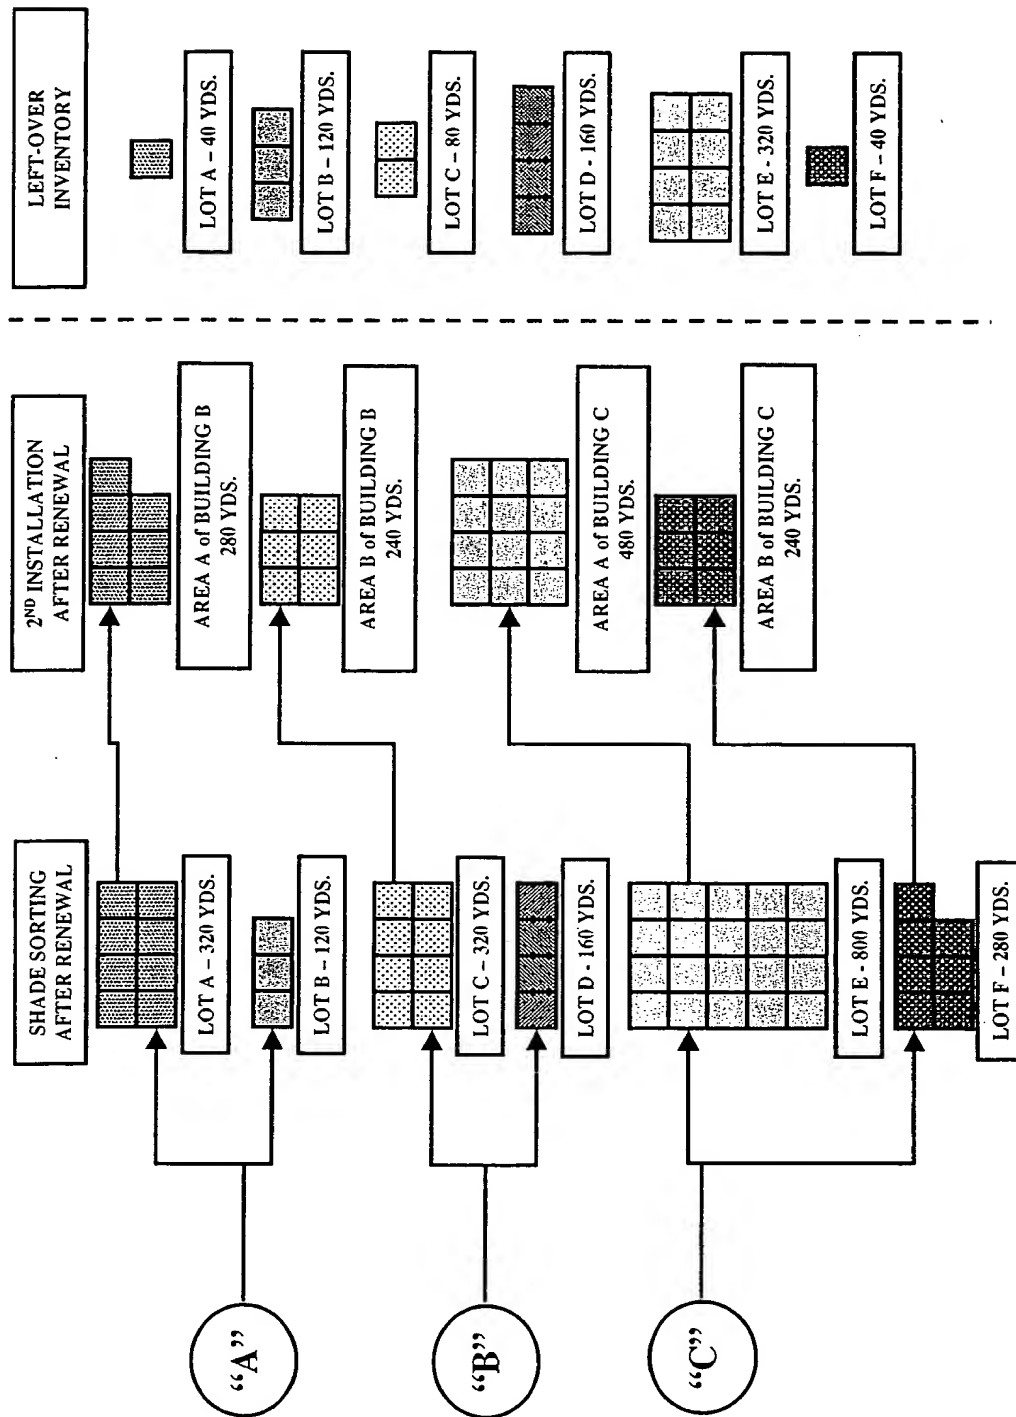 "A"
"B"
"C"
SHADE SORTING
AFTER RENEWAL
LOT A – 320 YDS.
LOT B – 120 YDS.
LOT C – 320 YDS.
LOT D - 160 YDS.
LOT E - 800 YDS.
LOT F – 280 YDS.
2ND INSTALLATION
AFTER RENEWAL
AREA A of BUILDING B
280 YDS.
AREA B of BUILDING B
240 YDS.
AREA A of BUILDING C
480 YDS.
AREA B of BUILDING C
240 YDS.
LEFT-OVER
INVENTORY
LOT A – 40 YDS.
LOT B – 120 YDS.
LOT C – 80 YDS.
LOT D - 160 YDS.
LOT E - 320 YDS.
LOT F – 40 YDS.